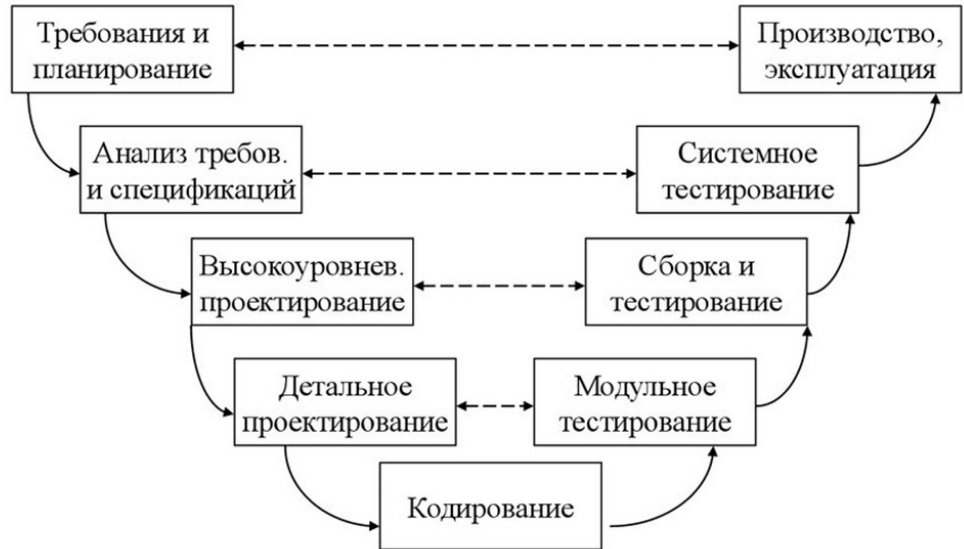 Требования и
планирование
Производство,
эксплуатация
Анализ требов.
и спецификаций
Системное
тестирование
Высокоуровнев.
проектирование
Сборка и
тестирование
Детальное
проектирование
Модульное
тестирование
Кодирование